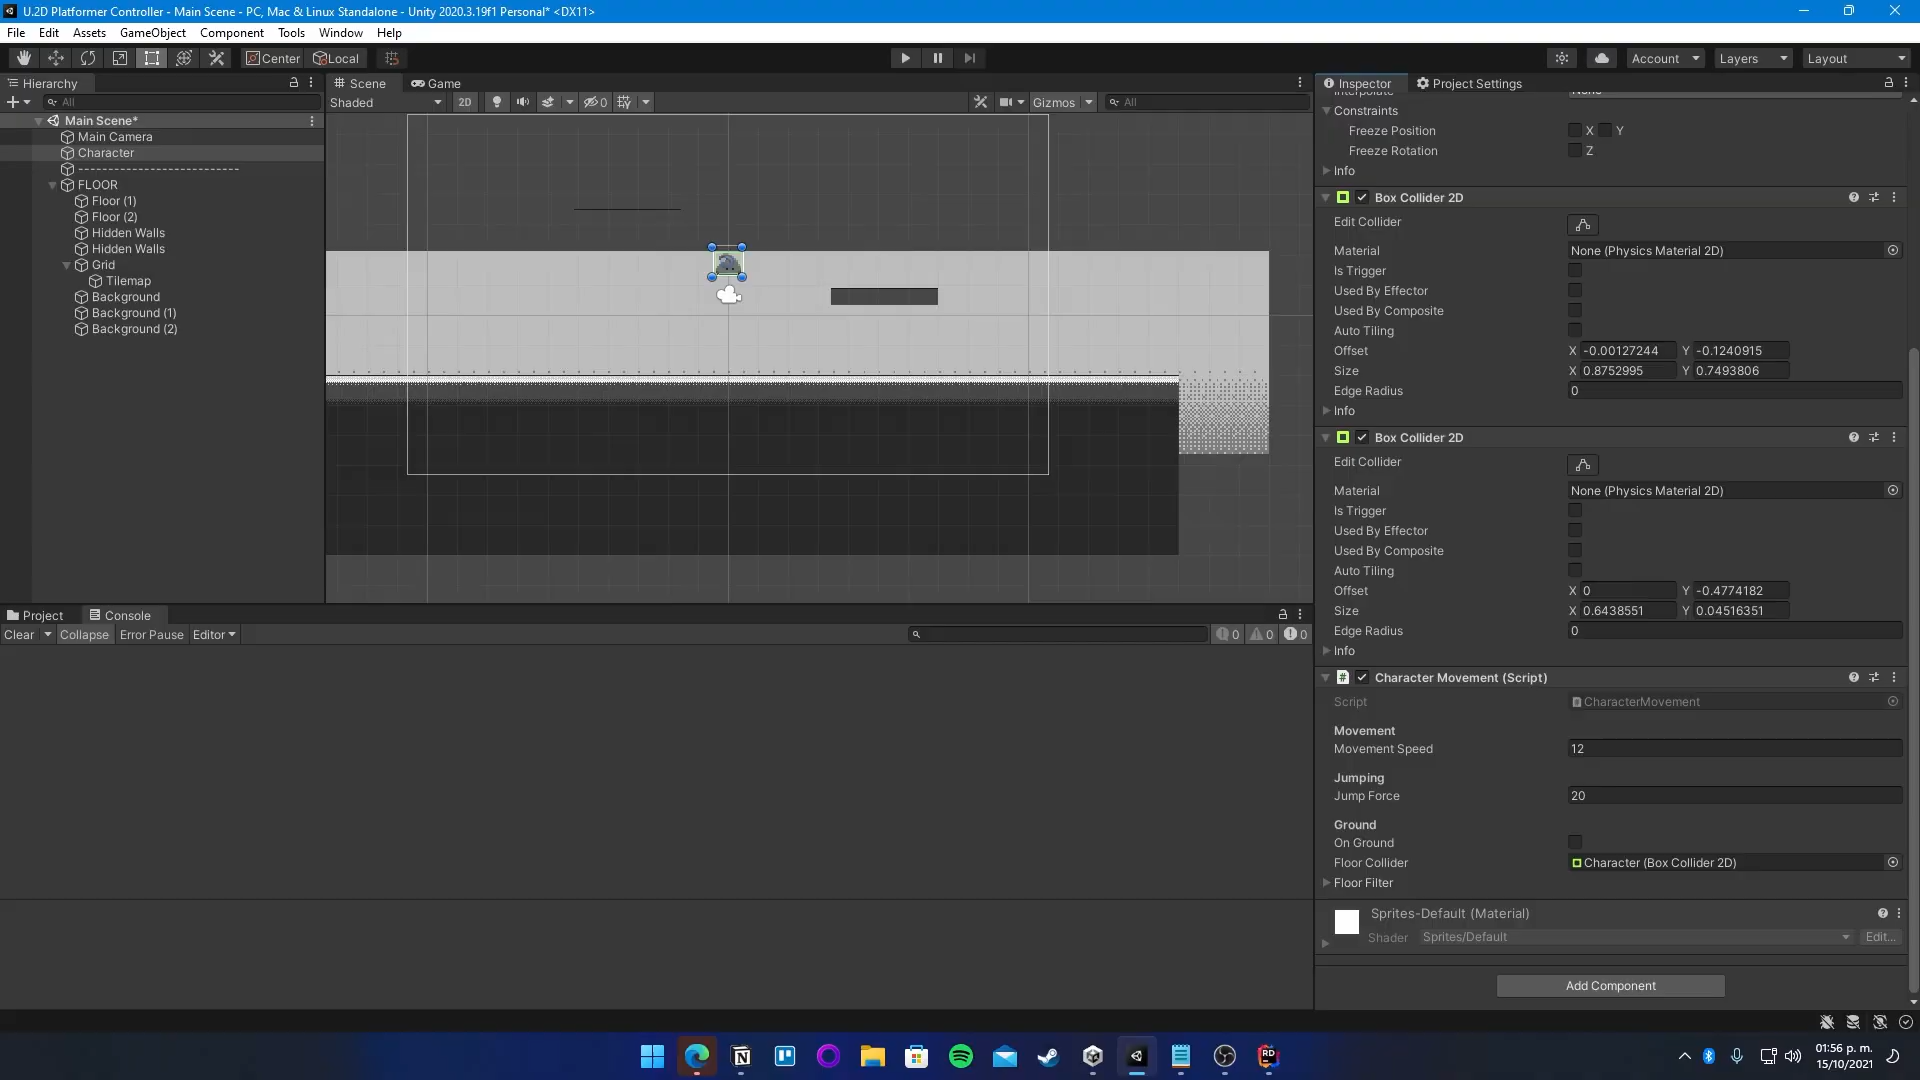 U.2D Platformer Controller - Main Scene - PC, Mac & Linux Standalone - Unity 2020.3.19f1 Personal* <DX11>
File Edit Assets GameObject Component Tools Window Help
Center Local Account Layers Layout
Hierarchy
All
Main Scene*
Main Camera
Character
----------------------------
FLOOR
Floor (1)
Floor (2)
Hidden Walls
Hidden Walls
Grid
Tilemap
Background
Background (1)
Background (2)
Scene Game
Shaded 2D 0 Gizmos All
Project Console
Clear Collapse Error Pause Editor 0 0 0
Inspector Project Settings
Constraints
Freeze Position X Y
Freeze Rotation Z
Info
Box Collider 2D
Edit Collider
Material None (Physics Material 2D)
Is Trigger
Used By Effector
Used By Composite
Auto Tiling
Offset X -0.00127244 Y -0.1240915
Size X 0.8752995 Y 0.7493806
Edge Radius 0
Info
Box Collider 2D
Edit Collider
Material None (Physics Material 2D)
Is Trigger
Used By Effector
Used By Composite
Auto Tiling
Offset X 0 Y -0.4774182
Size X 0.6438551 Y 0.04516351
Edge Radius 0
Info
# Character Movement (Script)
Script CharacterMovement
Movement
Movement Speed 12
Jumping
Jump Force 20
Ground
On Ground
Floor Collider Character (Box Collider 2D)
Floor Filter
Sprites-Default (Material)
Shader Sprites/Default Edit...
Add Component
RD
01:56 p. m.
15/10/2021